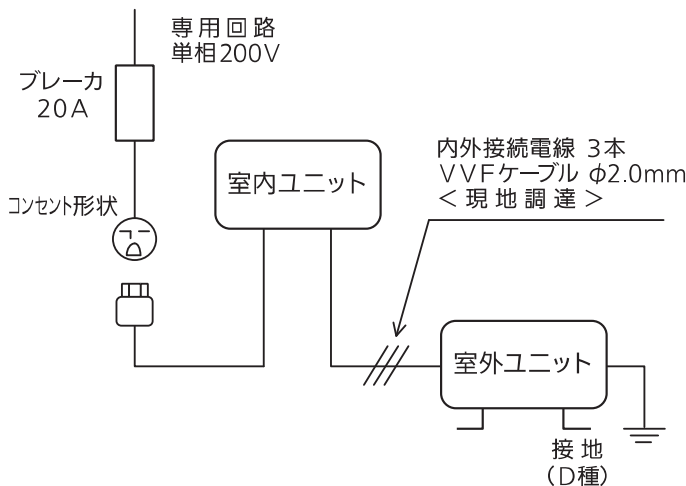 専用回路
単相200V
ブレーカ
20A
コンセント形状
室内ユニット
内外接続電線 3本
VVFケーブル φ2.0mm
＜現地調達＞
室外ユニット
接地
（D種）